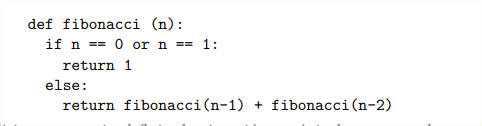 def fibonacci (n):
  if n == 0 or n == 1:
    return 1
  else:
    return fibonacci(n-1) + fibonacci(n-2)